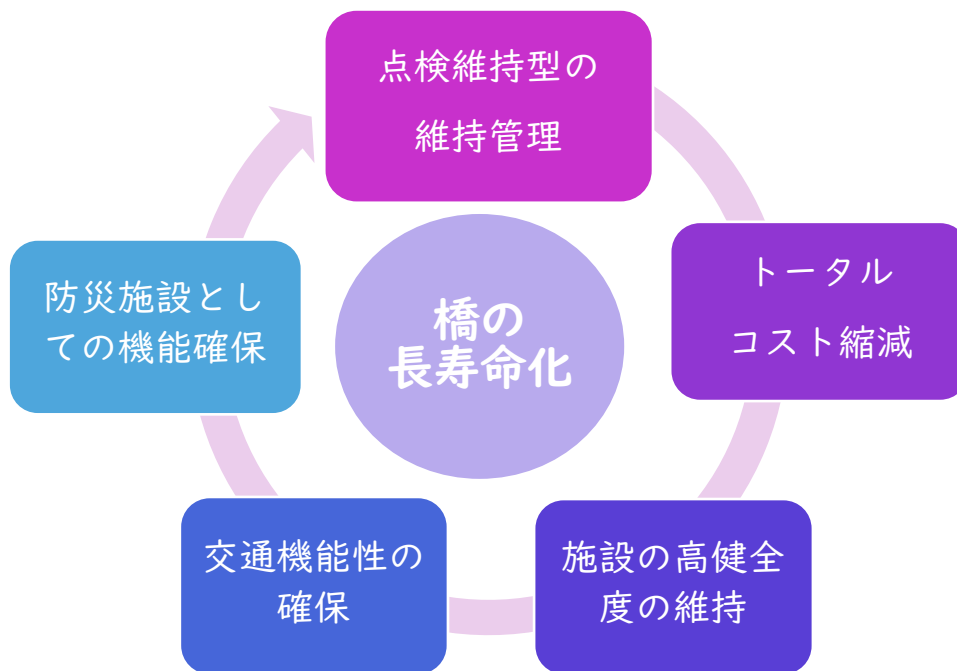 点検維持型の
維持管理
トータル
コスト縮減
施設の高健全
度の維持
交通機能性の
確保
防災施設とし
ての機能確保
橋の
長寿命化